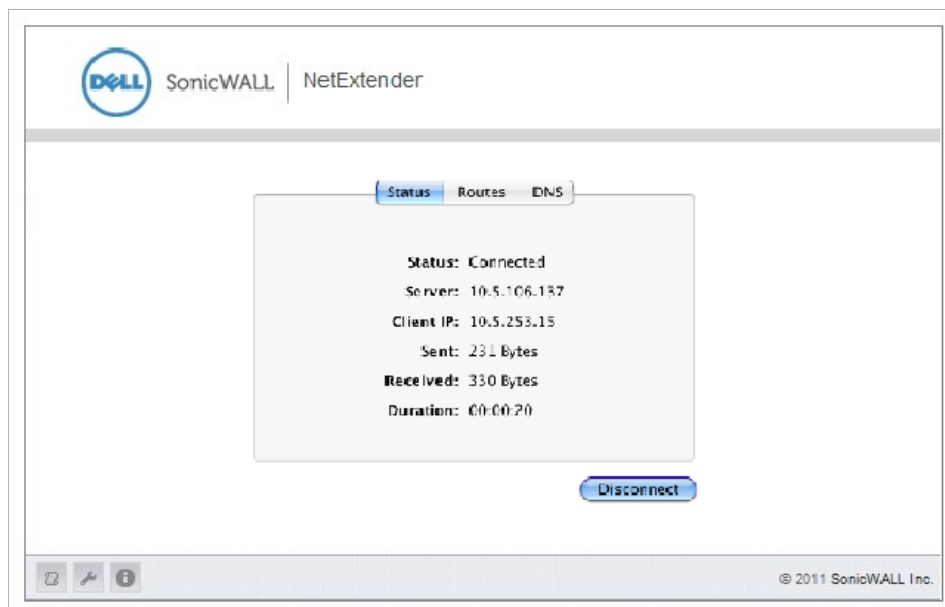 DELL SonicWALL | NetExtender
Status Routes DNS
Status: Connected
Server: 10.5.106.137
Client IP: 10.5.253.15
Sent: 231 Bytes
Received: 330 Bytes
Duration: 00:00:20
Disconnect
© 2011 SonicWALL Inc.